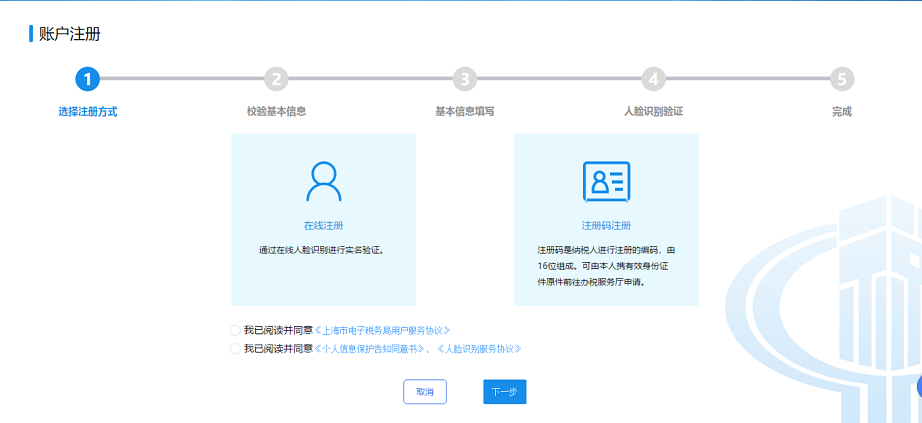 账户注册
1 2 3 4 5
选择注册方式 校验基本信息 基本信息填写 人脸识别验证 完成
在线注册
通过在线人脸识别进行实名验证。
注册码注册
注册码是纳税人进行注册的编码，由
16位组成。可由本人携有效身份证
件原件前往办税服务厅申请。
我已阅读并同意《上海市电子税务局用户服务协议》
我已阅读并同意《个人信息保护告知同意书》、《人脸识别服务协议》
取消 下一步